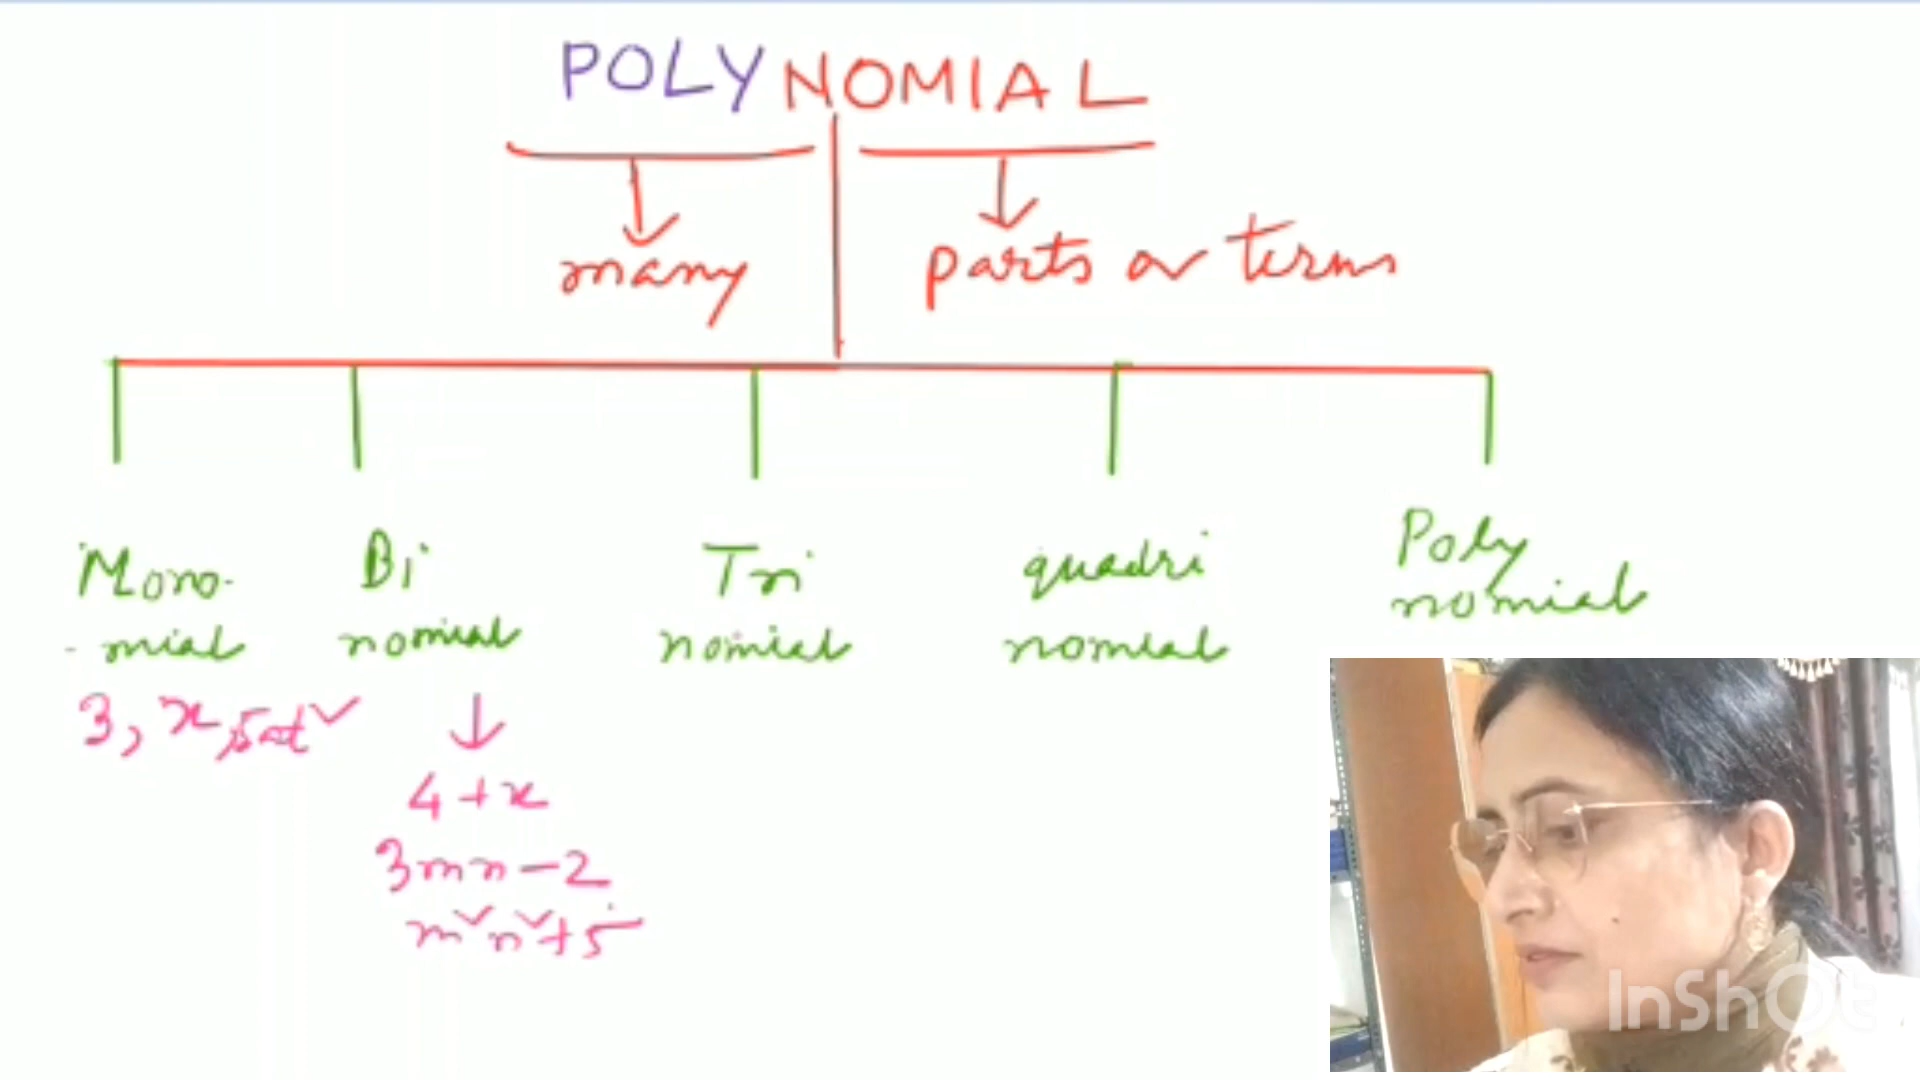 POLYNOMIAL
many
parts or terms
Mono-
-mial
Bi
nomial
Tri
nomial
quadri
nomial
Poly
nomial
3, x, 5at²
4+x
3mn-2
m²n²+5
InShOt